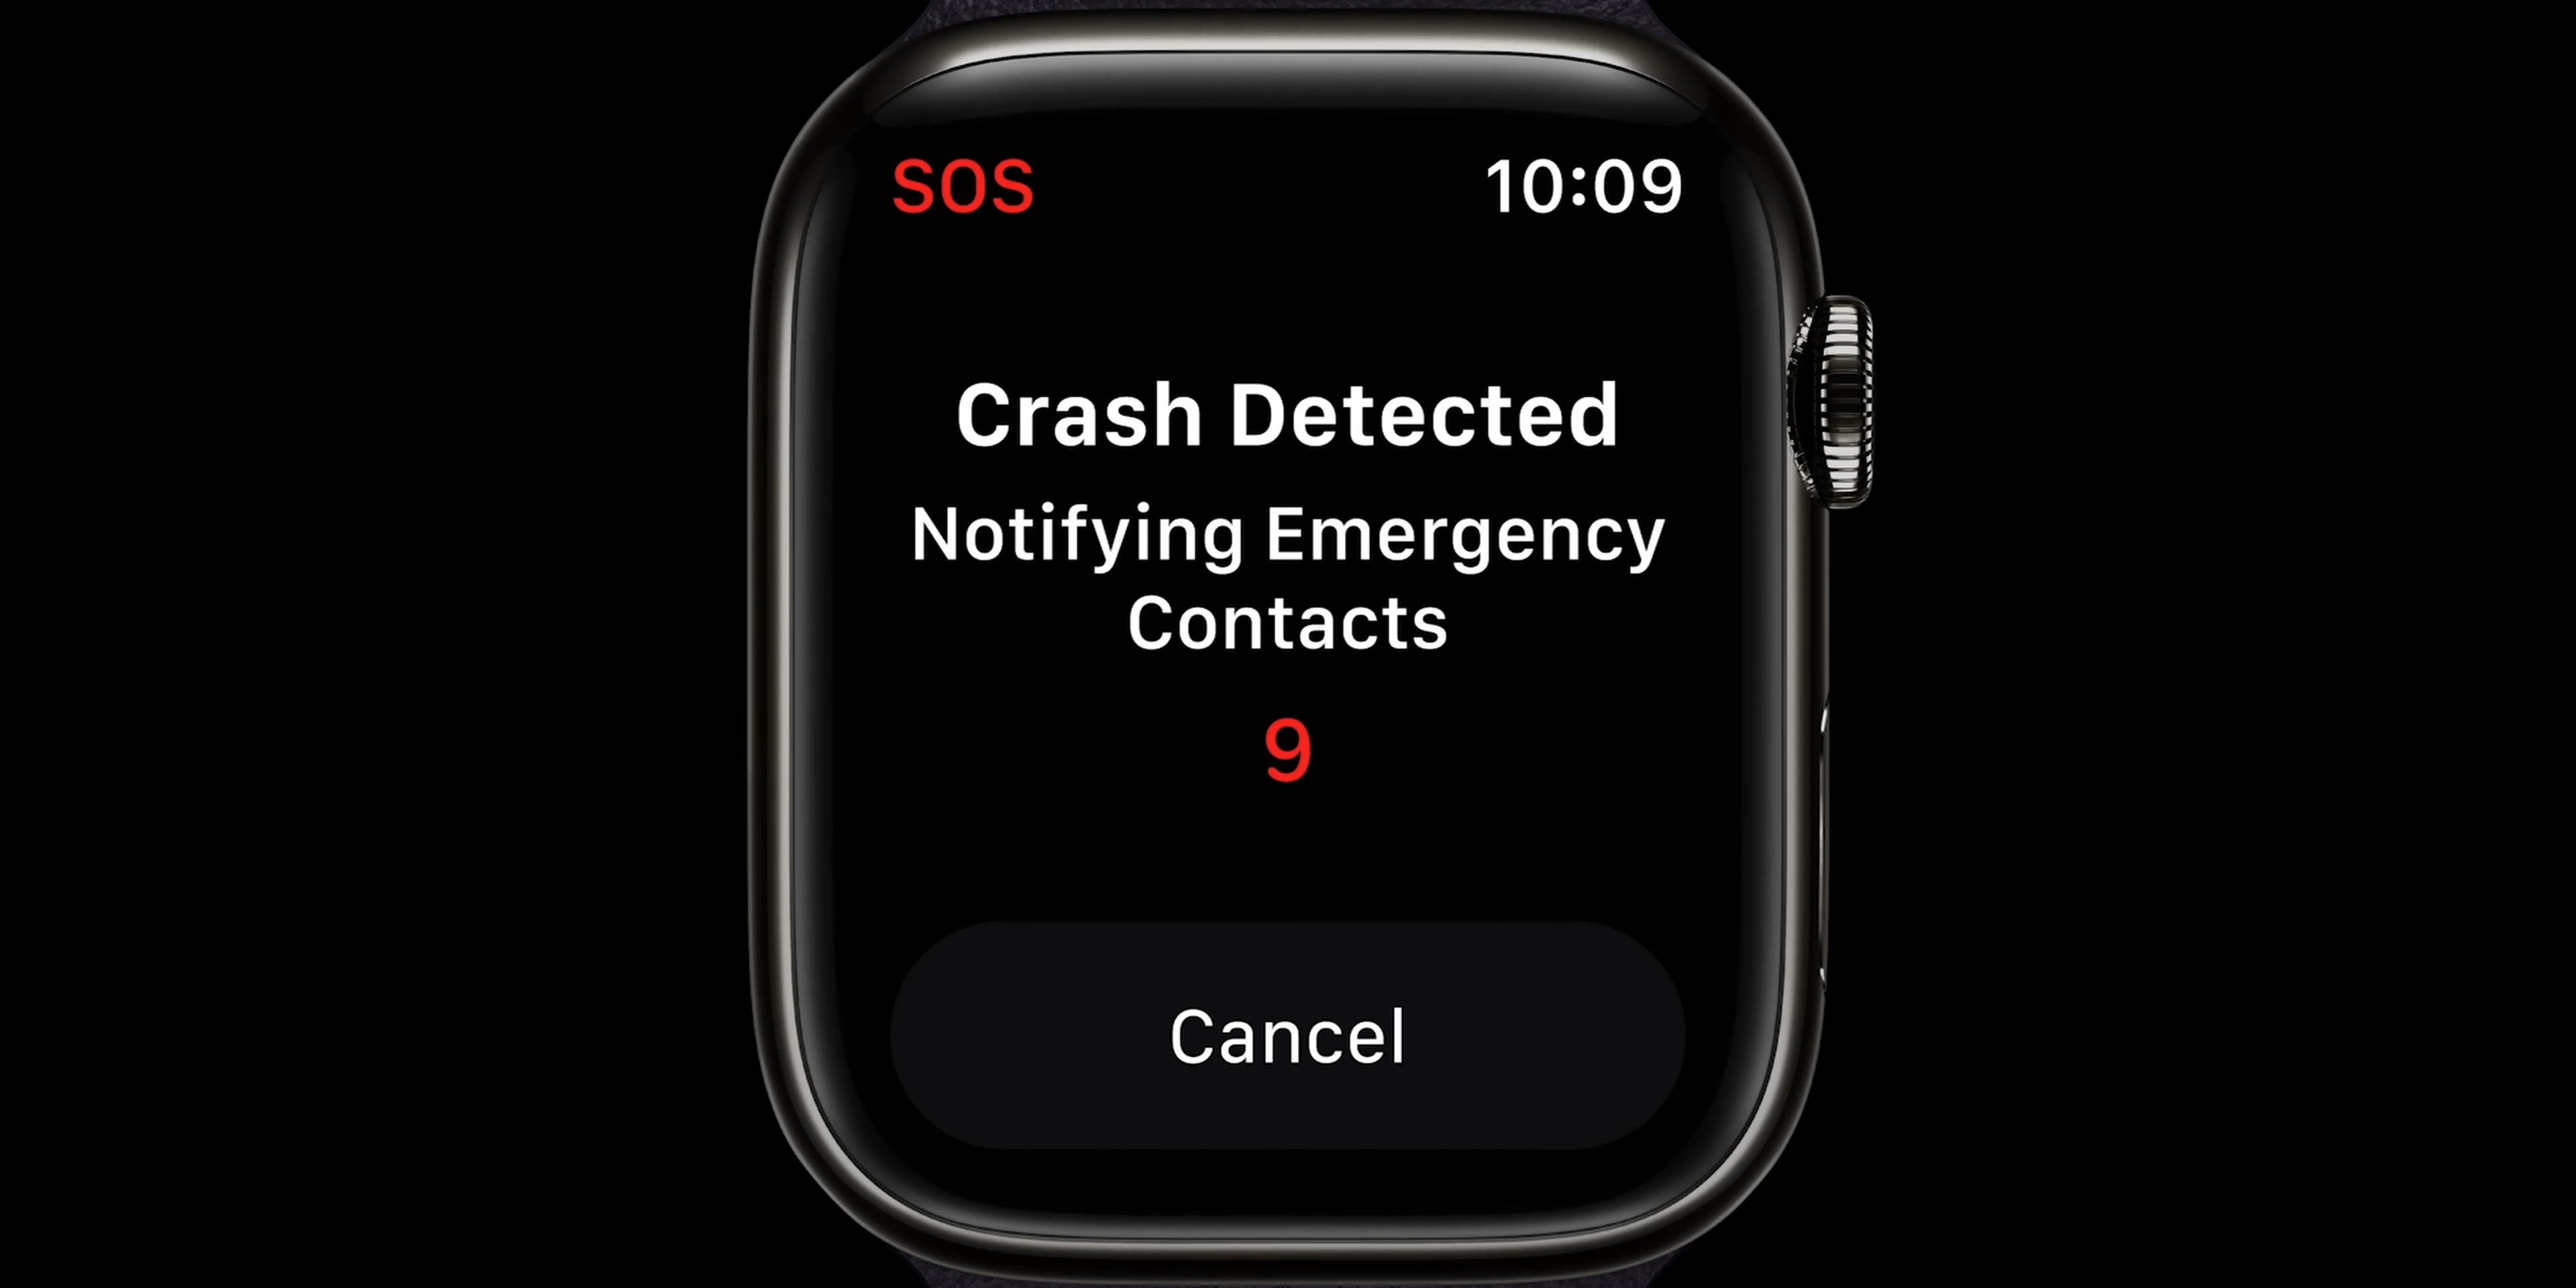 SOS 10:09
Crash Detected
Notifying Emergency
Contacts
9
Cancel